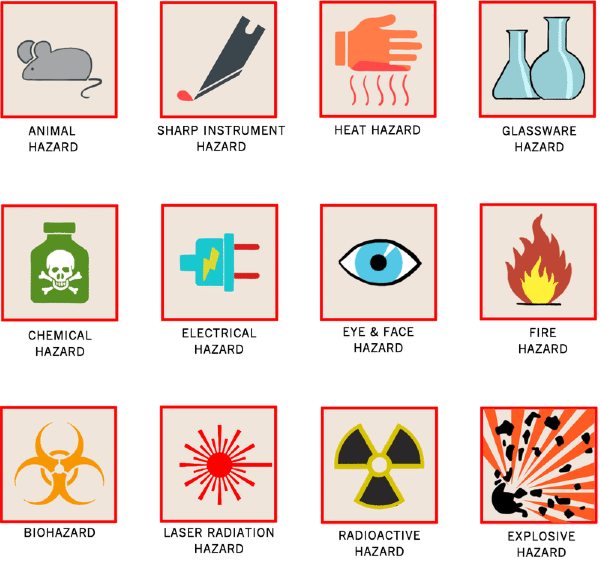 ANIMAL
HAZARD
SHARP INSTRUMENT
HAZARD
HEAT HAZARD
GLASSWARE
HAZARD
CHEMICAL
HAZARD
ELECTRICAL
HAZARD
EYE & FACE
HAZARD
FIRE
HAZARD
BIOHAZARD
LASER RADIATION
HAZARD
RADIOACTIVE
HAZARD
EXPLOSIVE
HAZARD